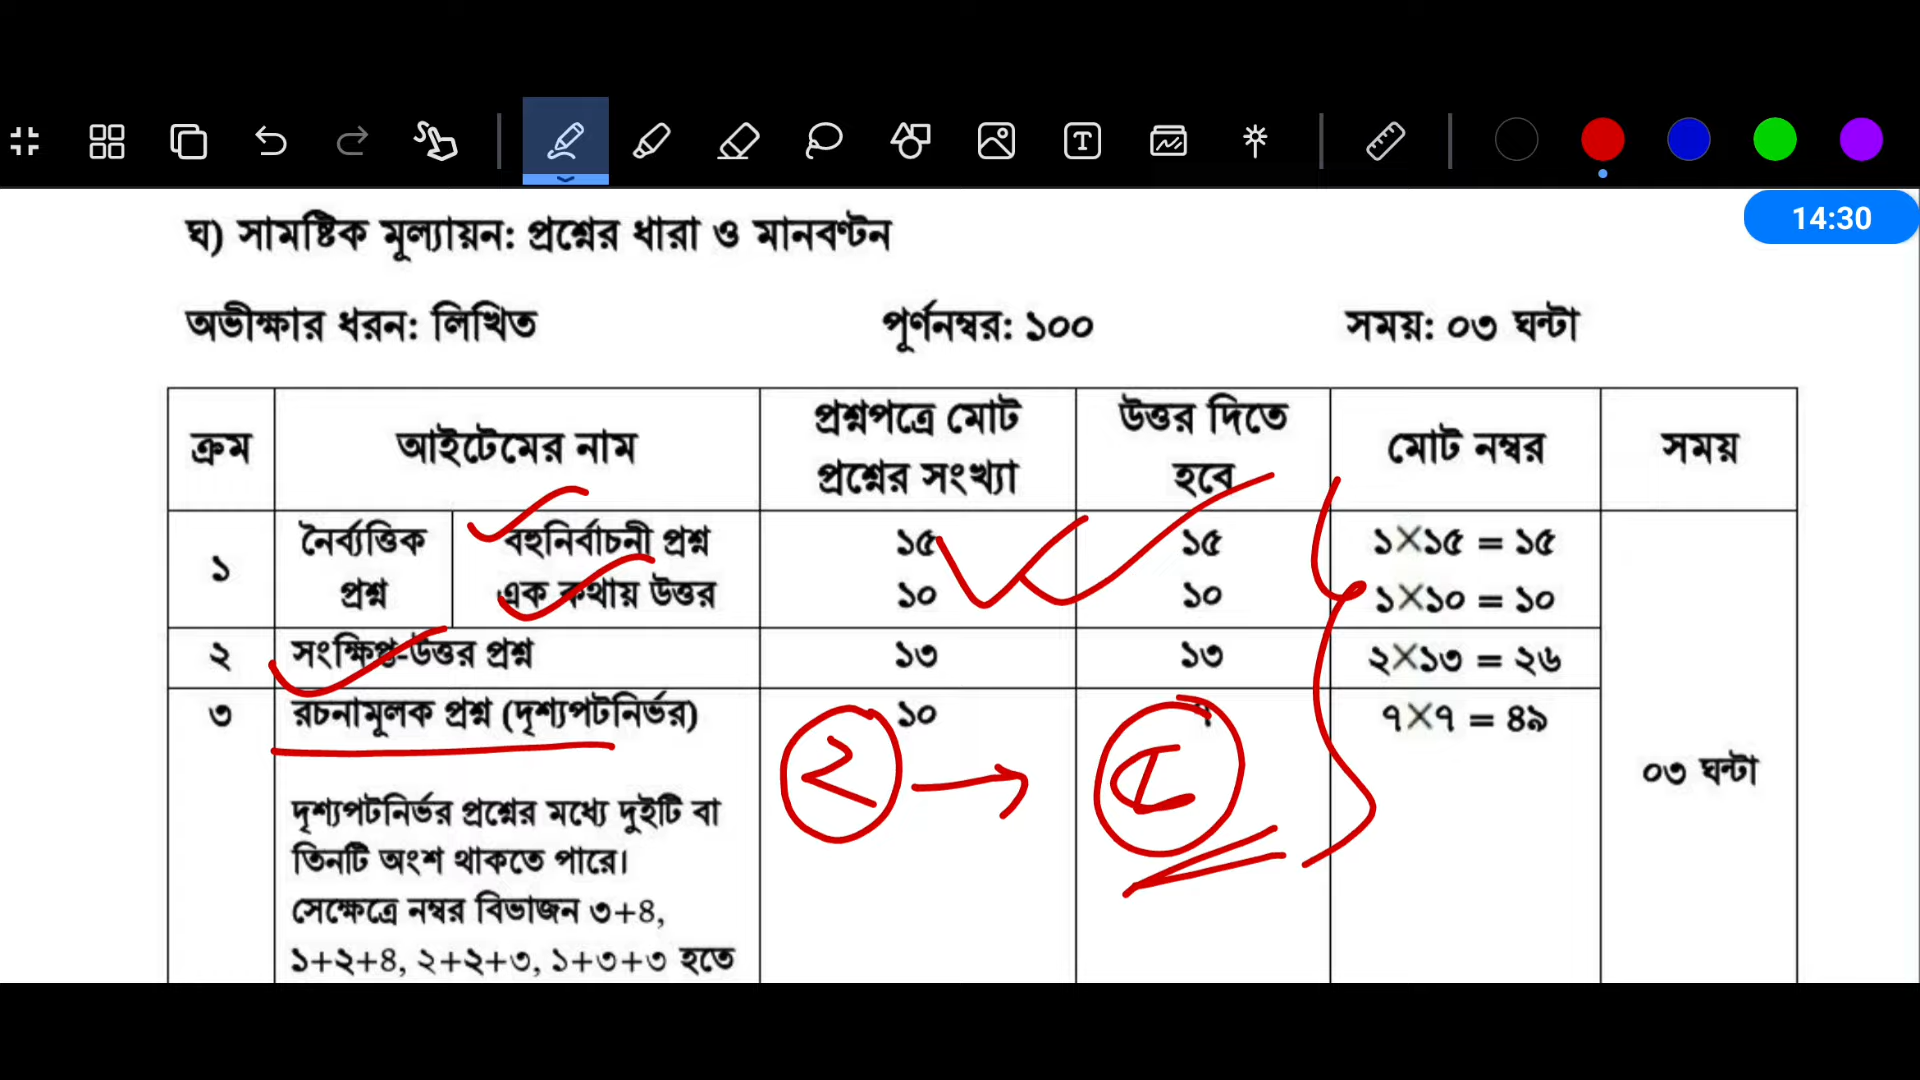 14:30
ঘ) সামষ্টিক মূল্যায়ন: প্রশ্নের ধারা ও মানবণ্টন
অভীক্ষার ধরন: লিখিত পূর্ণনম্বর: ১০০ সময়: ০৩ ঘন্টা
ক্রম আইটেমের নাম প্রশ্নপত্রে মোট প্রশ্নের সংখ্যা উত্তর দিতে হবে মোট নম্বর সময়
১ নৈর্ব্যত্তিক প্রশ্ন বহুনির্বাচনী প্রশ্ন ১৫ ১৫ ১×১৫ = ১৫
এক কথায় উত্তর ১০ ১০ ১×১০ = ১০
২ সংক্ষিপ্ত-উত্তর প্রশ্ন ১৩ ১৩ ২×১৩ = ২৬
৩ রচনামূলক প্রশ্ন (দৃশ্যপটনির্ভর) ১০ ৭ ৭×৭ = ৪৯
০৩ ঘন্টা
দৃশ্যপটনির্ভর প্রশ্নের মধ্যে দুইটি বা
তিনটি অংশ থাকতে পারে।
সেক্ষেত্রে নম্বর বিভাজন ৩+৪,
১+২+৪, ২+২+৩, ১+৩+৩ হতে